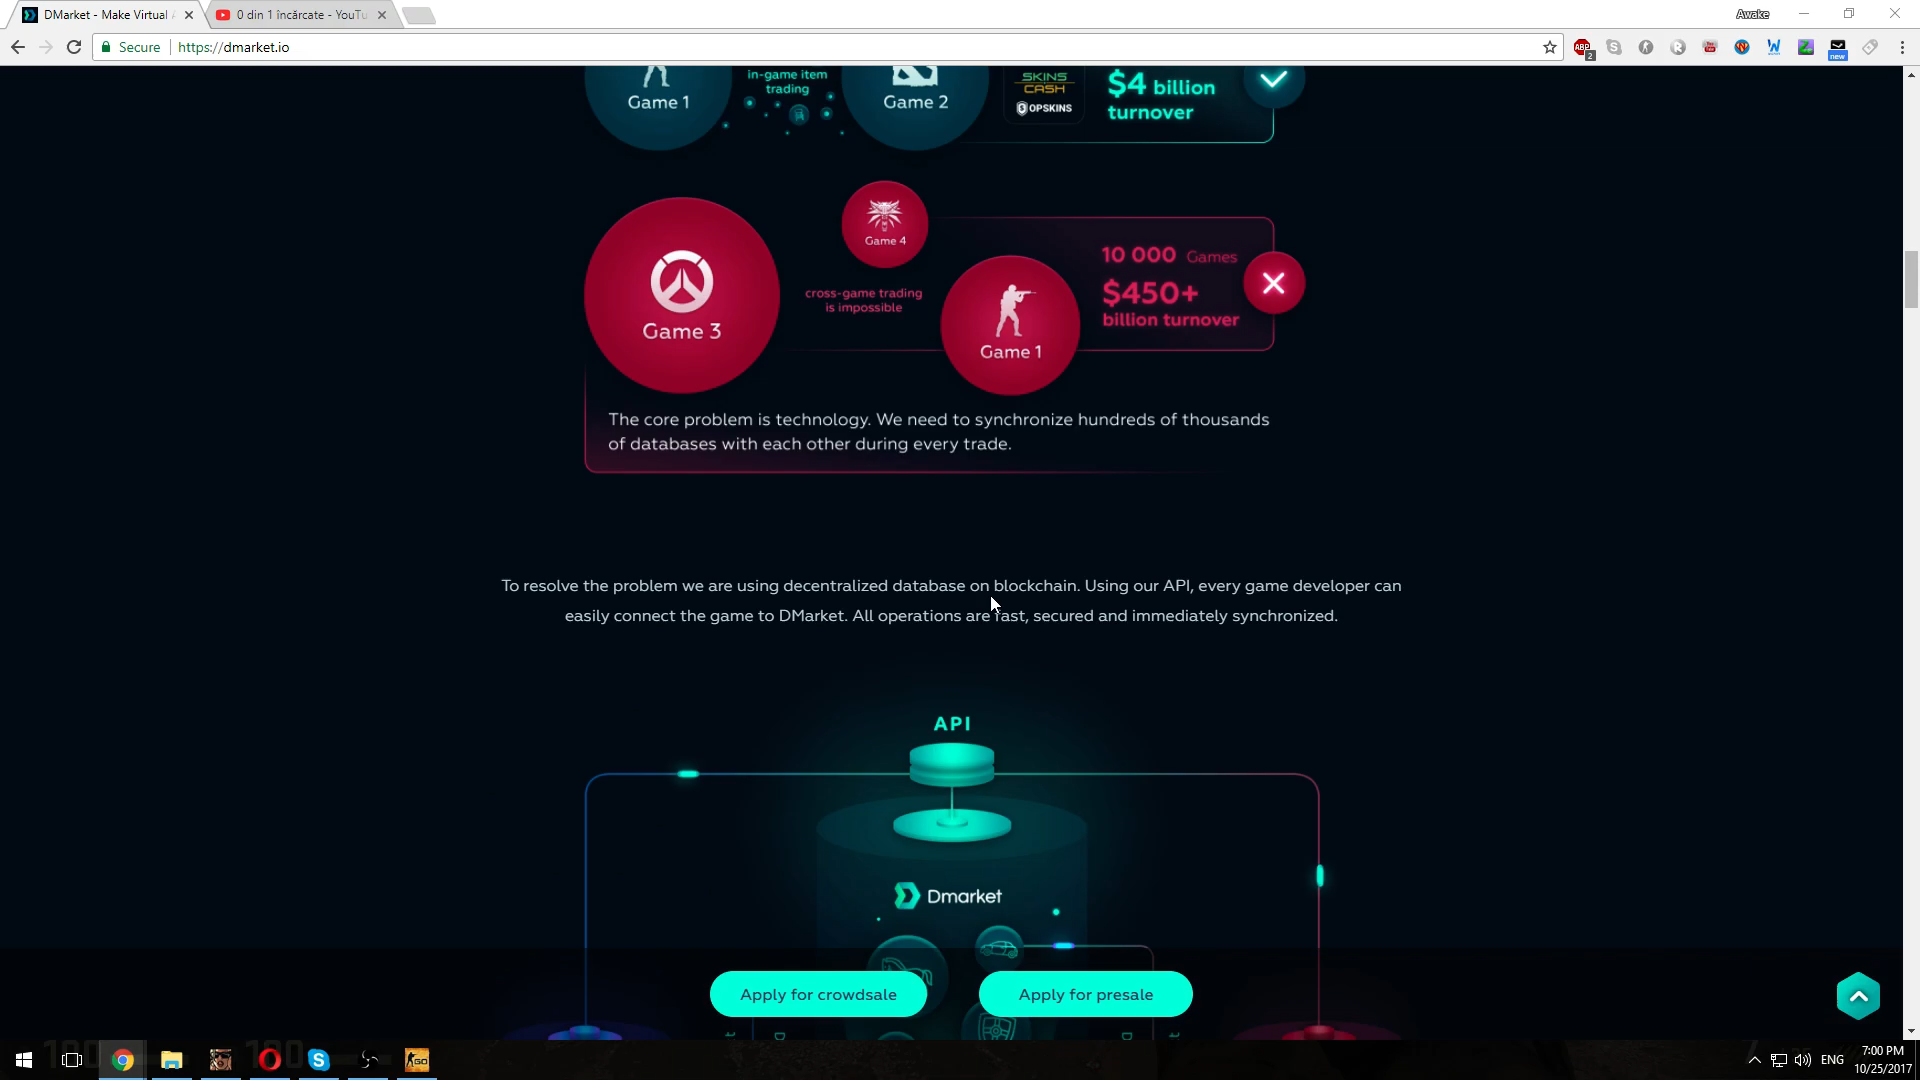 DMarket - Make Virtual
0 din 1 încărcate - YouTu
Awake
Secure
https://dmarket.io
ABP
2
new
Game 1
in-game item
trading
Game 2
SKINS
CASH
OPSKINS
$4 billion
turnover
Game 4
Game 3
cross-game trading
is impossible
Game 1
10 000 Games
$450+
billion turnover
The core problem is technology. We need to synchronize hundreds of thousands
of databases with each other during every trade.
To resolve the problem we are using decentralized database on blockchain. Using our API, every game developer can
easily connect the game to DMarket. All operations are fast, secured and immediately synchronized.
API
Dmarket
Apply for crowdsale
Apply for presale
GO
ENG
7:00 PM
10/25/2017